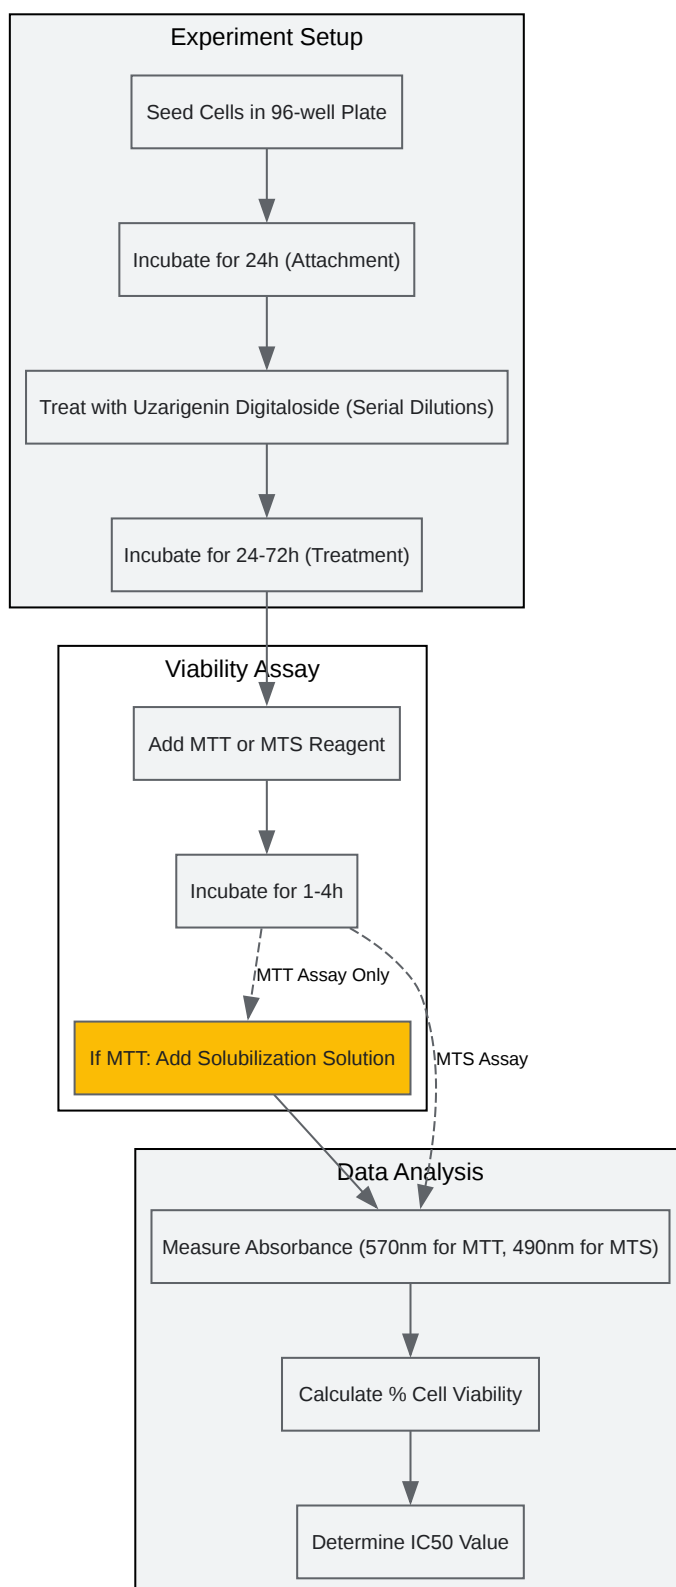 Experiment Setup
Seed Cells in 96-well Plate
Incubate for 24h (Attachment)
Treat with Uzarigenin Digitaloside (Serial Dilutions)
Incubate for 24-72h (Treatment)
Viability Assay
Add MTT or MTS Reagent
Incubate for 1-4h
MTT Assay Only
If MTT: Add Solubilization Solution
MTS Assay
Data Analysis
Measure Absorbance (570nm for MTT, 490nm for MTS)
Calculate % Cell Viability
Determine IC50 Value